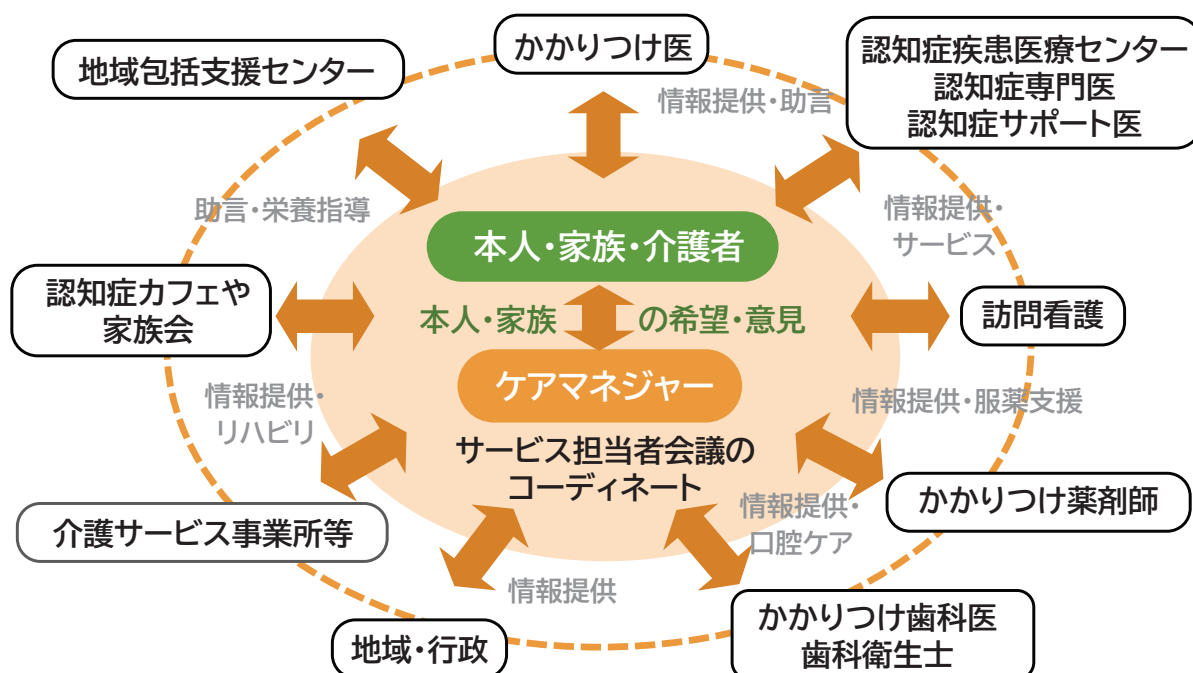 かかりつけ医
地域包括支援センター
認知症疾患医療センター
認知症専門医
認知症サポート医
情報提供・助言
助言・栄養指導
情報提供・
サービス
本人・家族・介護者
認知症カフェや
家族会
本人・家族
の希望・意見
訪問看護
ケアマネジャー
情報提供・
リハビリ
情報提供・服薬支援
サービス担当者会議の
コーディネート
かかりつけ薬剤師
介護サービス事業所等
情報提供・
口腔ケア
情報提供
地域・行政
かかりつけ歯科医
歯科衛生士